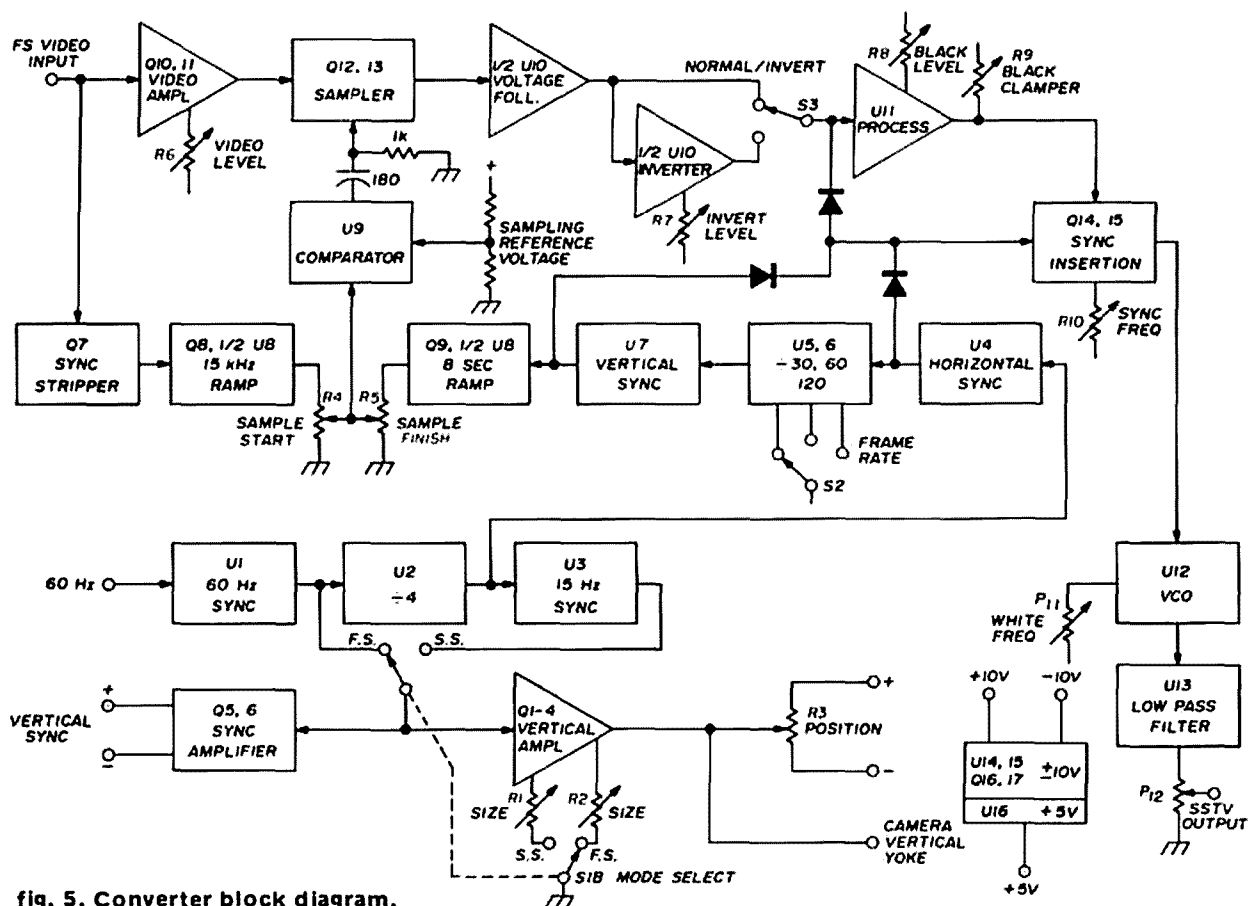 FS VIDEO
INPUT
Q10, 11
VIDEO
AMPL
R6
VIDEO
LEVEL
Q12, 13
SAMPLER
1k
180
1/2 U10
VOLTAGE
FOLL.
NORMAL/INVERT
S3
1/2 U10
INVERTER
R7
INVERT
LEVEL
R8
BLACK
LEVEL
R9
BLACK
CLAMPER
U11
PROCESS
U9
COMPARATOR
+
SAMPLING
REFERENCE
VOLTAGE
Q14, 15
SYNC
INSERTION
R10
SYNC
FREQ
Q7
SYNC
STRIPPER
Q8, 1/2 U8
15 kHz
RAMP
R4
SAMPLE
START
R5
SAMPLE
FINISH
Q9, 1/2 U8
8 SEC
RAMP
U7
VERTICAL
SYNC
U5, 6
÷30, 60
120
FRAME
RATE
S2
U4
HORIZONTAL
SYNC
60 Hz
U1
60 Hz
SYNC
U2
÷4
U3
15 Hz
SYNC
F.S.
S.S.
+
VERTICAL
SYNC
−
Q5, 6
SYNC
AMPLIFIER
Q1-4
VERTICAL
AMPL
R1
SIZE
R2
SIZE
S.S.
F.S.
S1B MODE SELECT
+
R3
POSITION
−
CAMERA
VERTICAL
YOKE
U12
VCO
P11
WHITE
FREQ
+10V
−10V
U14, 15
Q16, 17
±10V
U16
+5V
+5V
U13
LOW PASS
FILTER
P12
SSTV
OUTPUT
fig. 5. Converter block diagram.